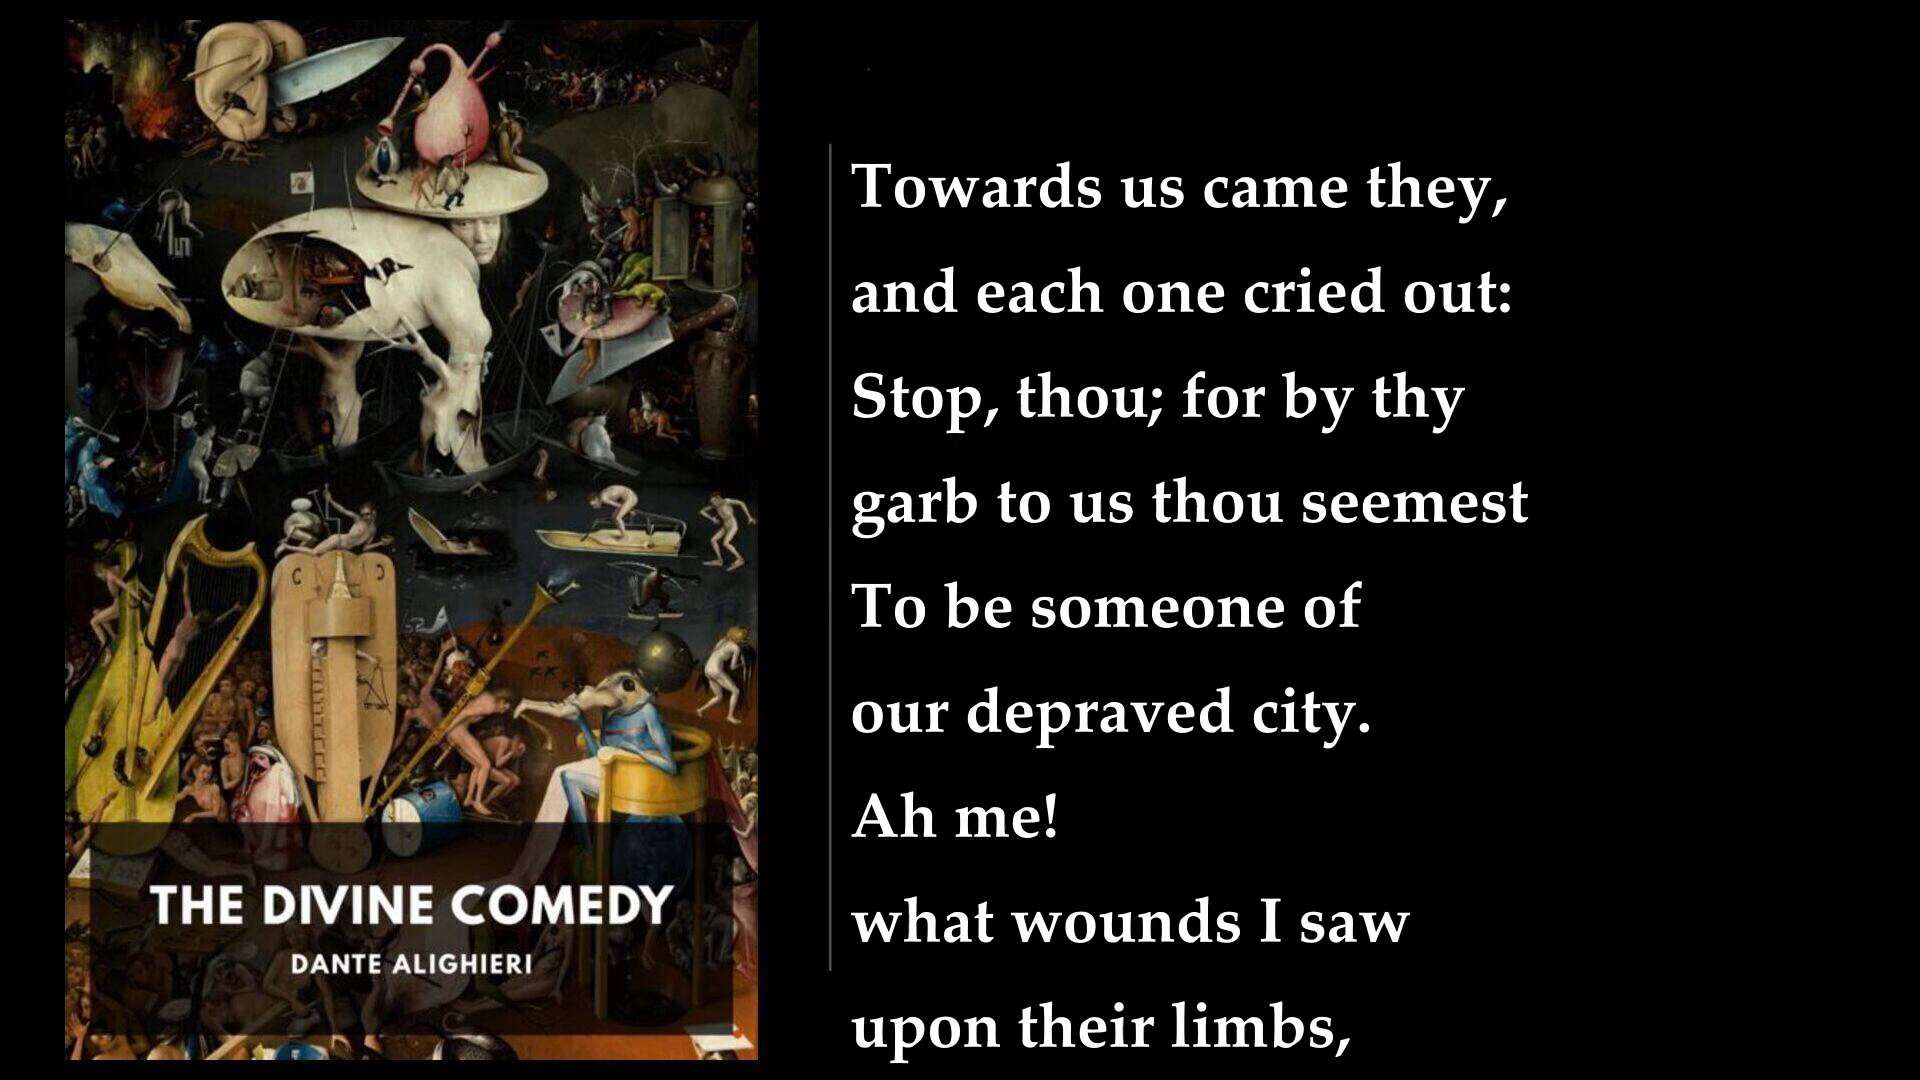 Towards us came they,
and each one cried out:
Stop, thou; for by thy
garb to us thou seemest
To be someone of
our depraved city.
Ah me!
what wounds I saw
upon their limbs,
THE DIVINE COMEDY
DANTE ALIGHIERI